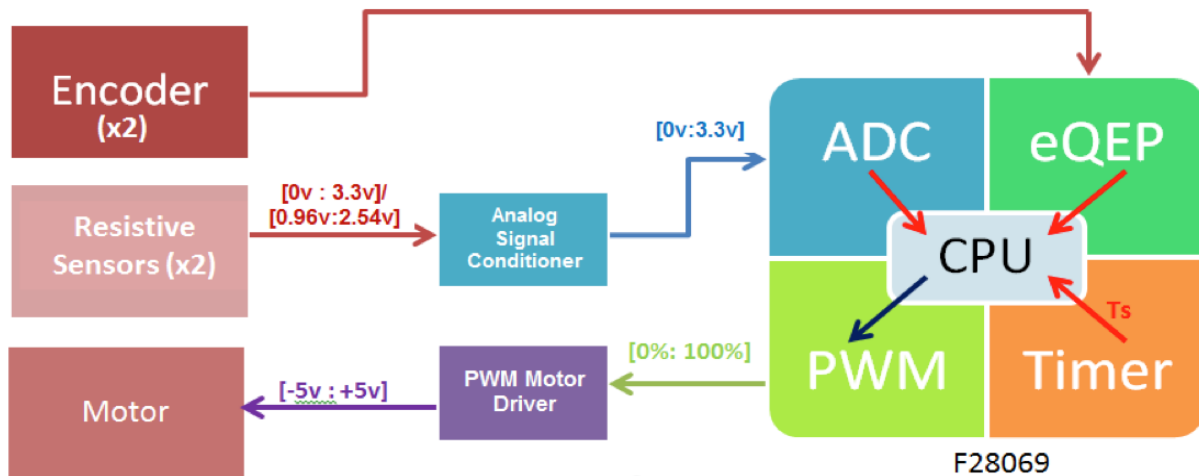 Encoder
(x2)
[0v:3.3v]
ADC
eQEP
[0v : 3.3v]/
[0.96v:2.54v]
Resistive
Sensors (x2)
Analog
Signal
Conditioner
CPU
Ts
[0%: 100%]
PWM
Timer
PWM Motor
Driver
[-5v : +5v]
Motor
F28069